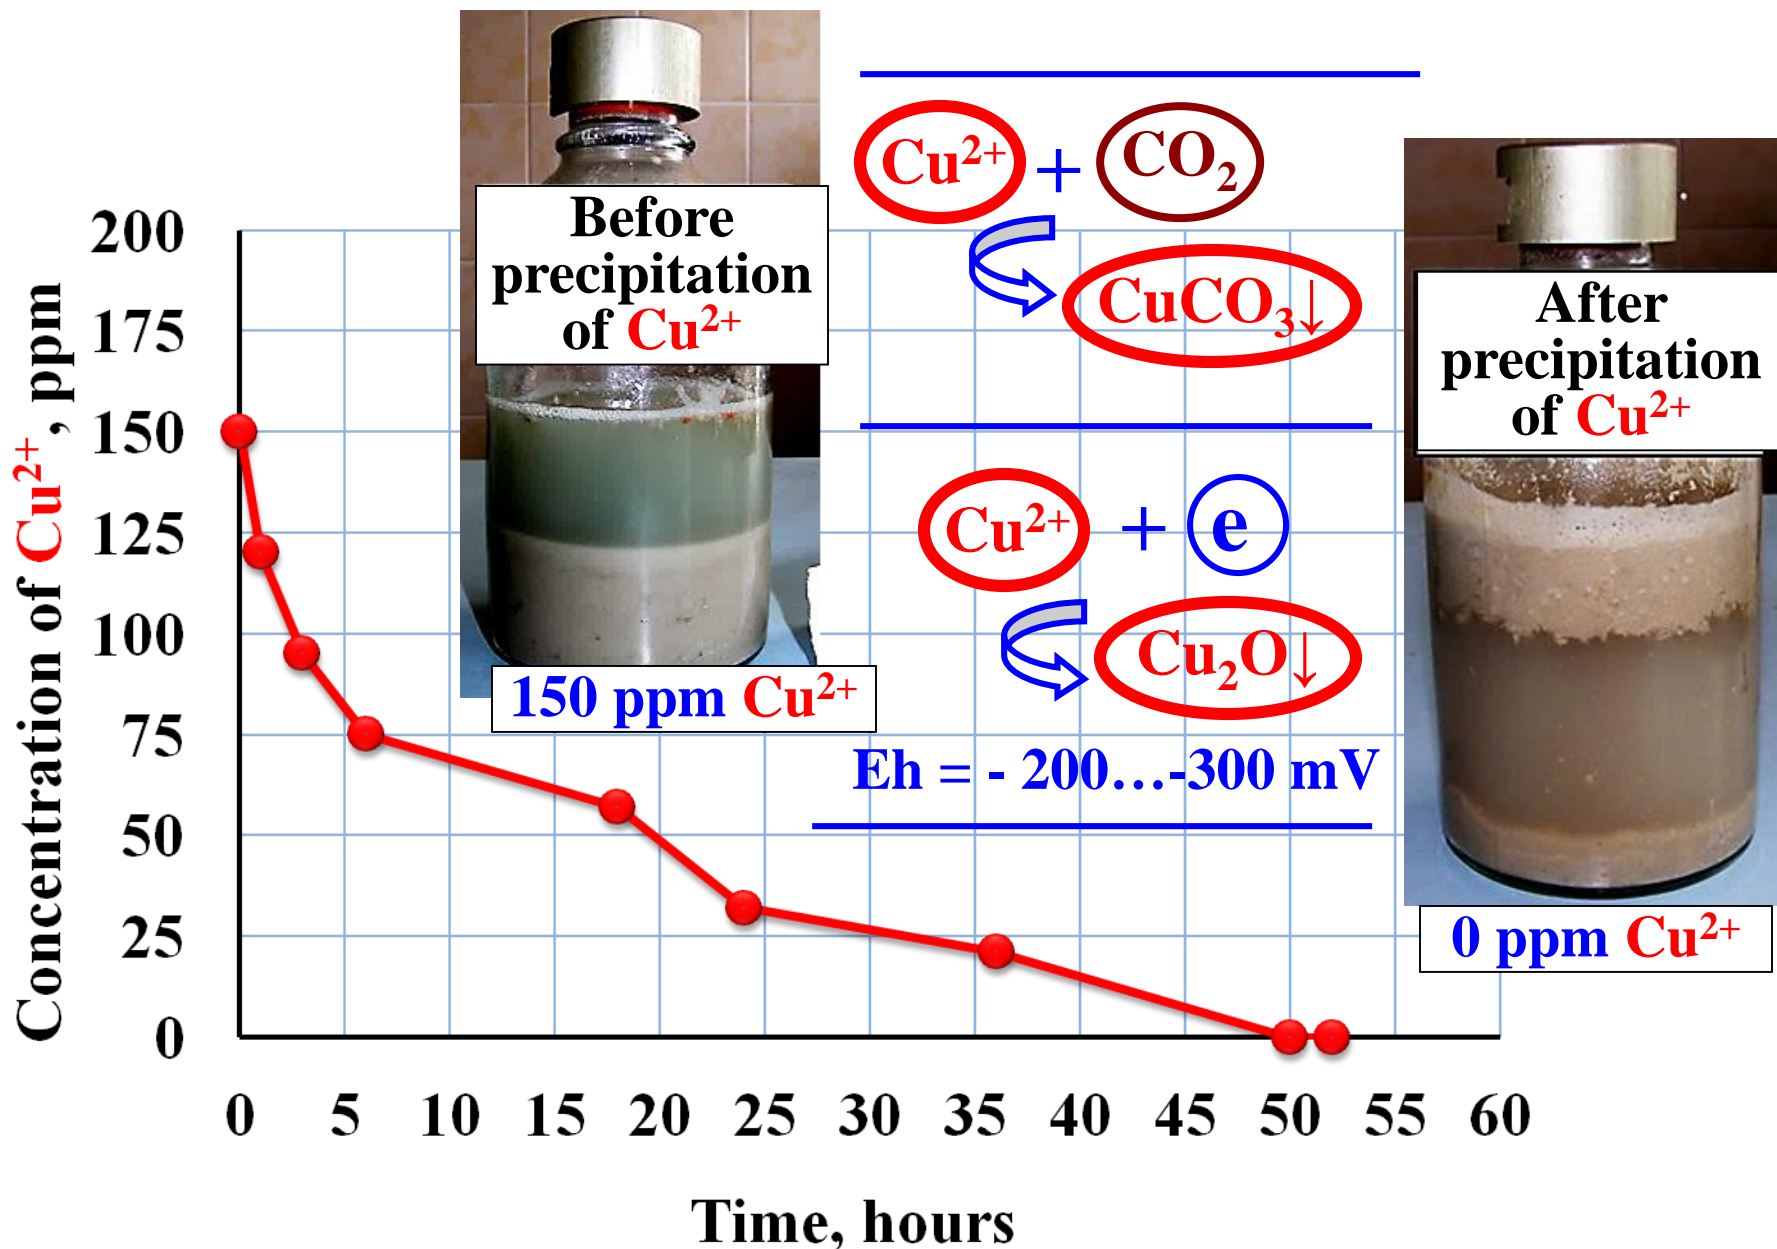 Before
precipitation
of Cu²⁺
150 ppm Cu²⁺
Cu²⁺ + CO₂
CuCO₃↓
Cu²⁺ + e
Cu₂O↓
Eh = - 200…-300 mV
After
precipitation
of Cu²⁺
0 ppm Cu²⁺
Concentration of Cu²⁺, ppm
200
175
150
125
100
75
50
25
0
0 5 10 15 20 25 30 35 40 45 50 55 60
Time, hours